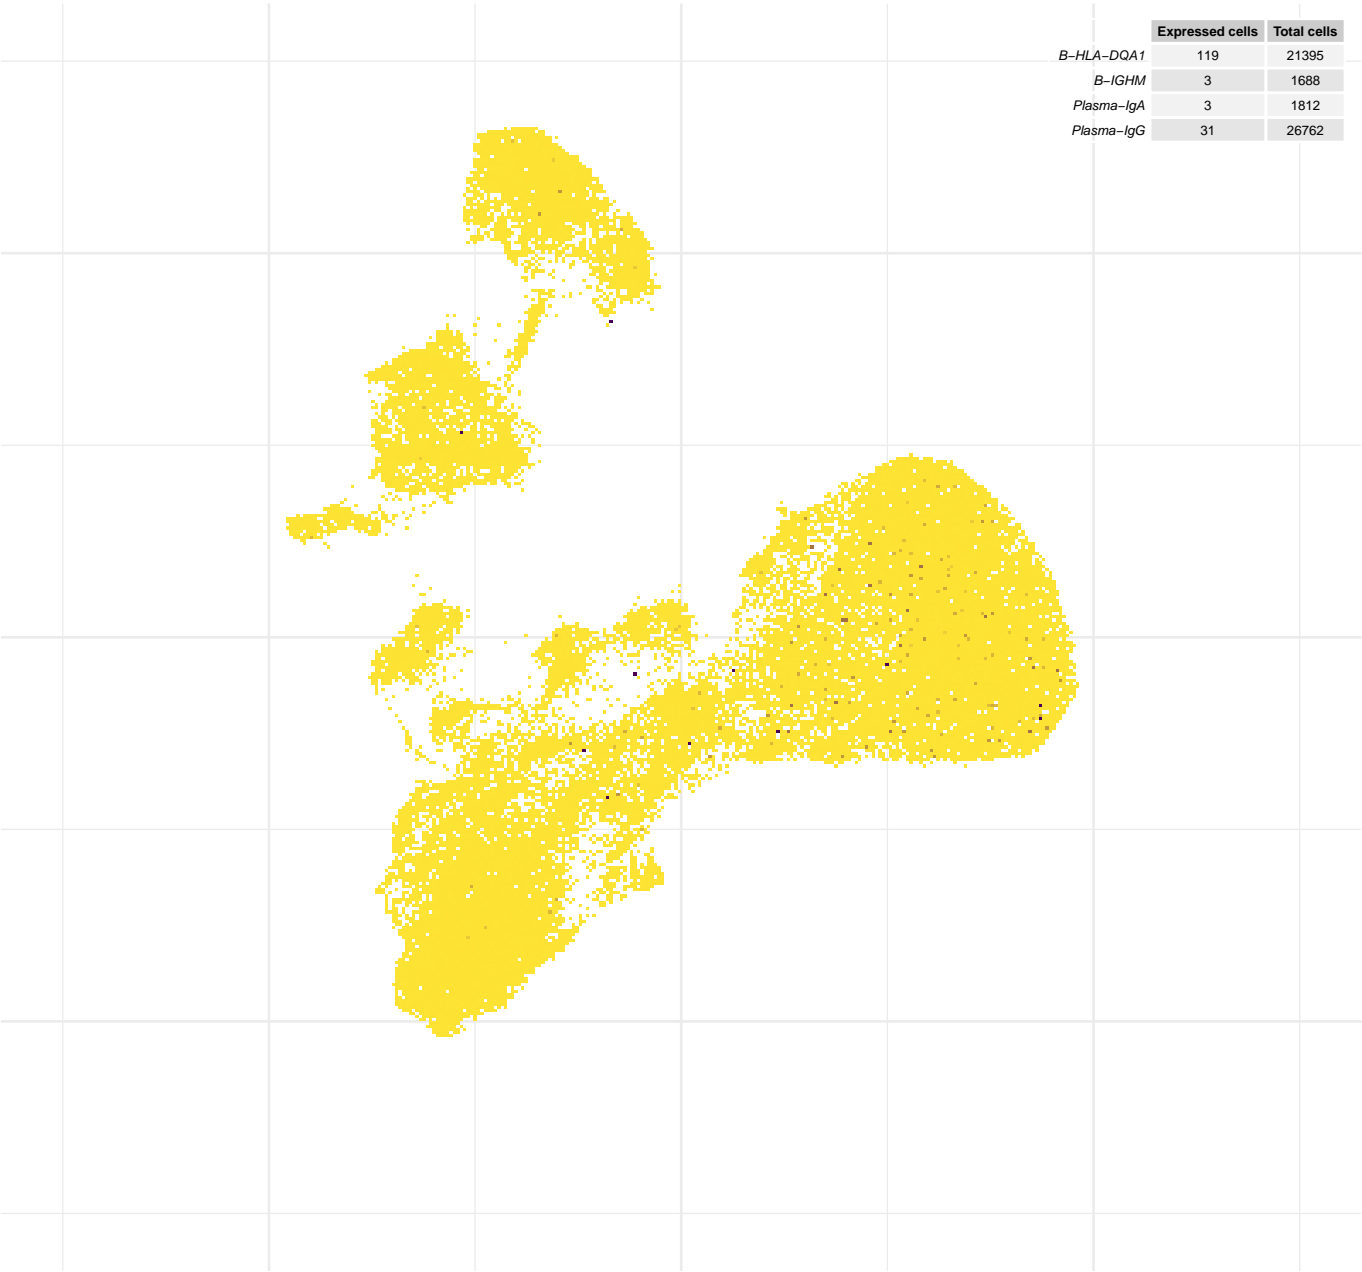 Expressed cells Total cells
B−HLA−DQA1 119 21395
B−IGHM 3 1688
Plasma−IgA 3 1812
Plasma−IgG 31 26762